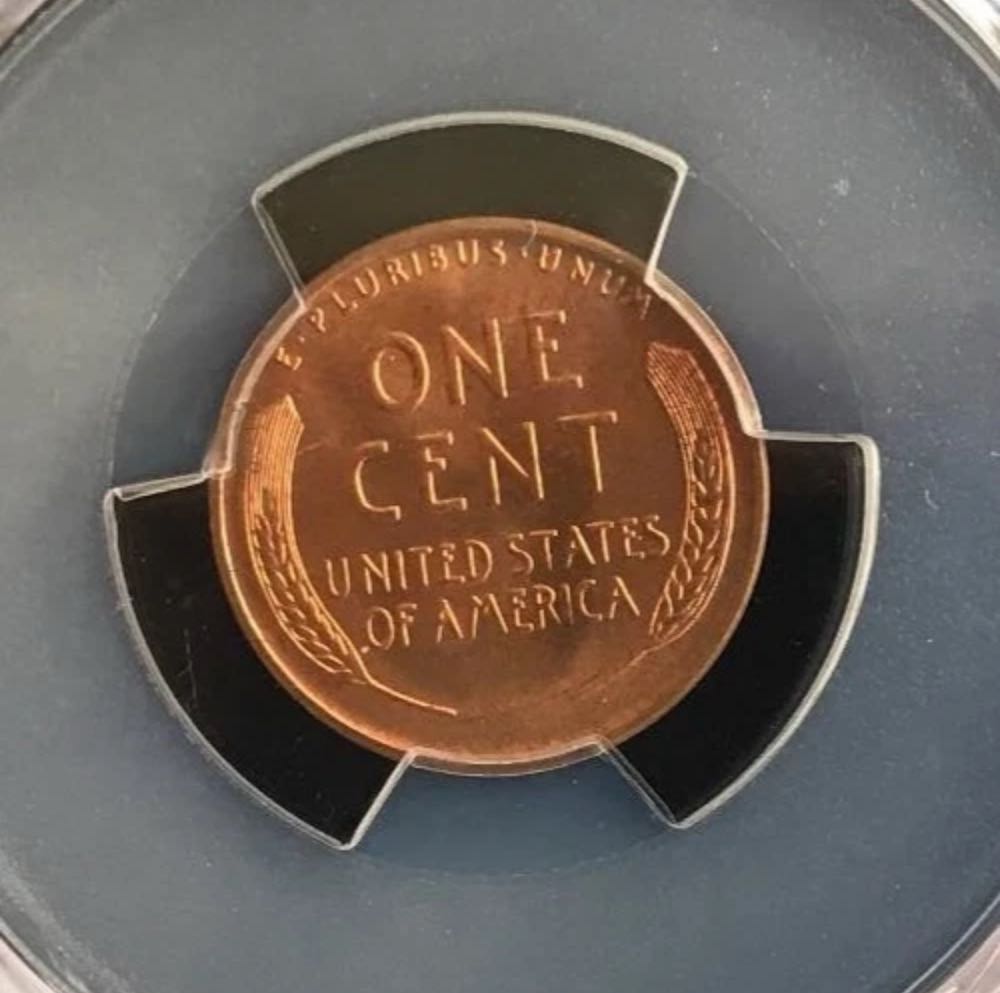 E·PLURIBUS·UNUM
ONE
CENT
UNITED STATES
OF AMERICA